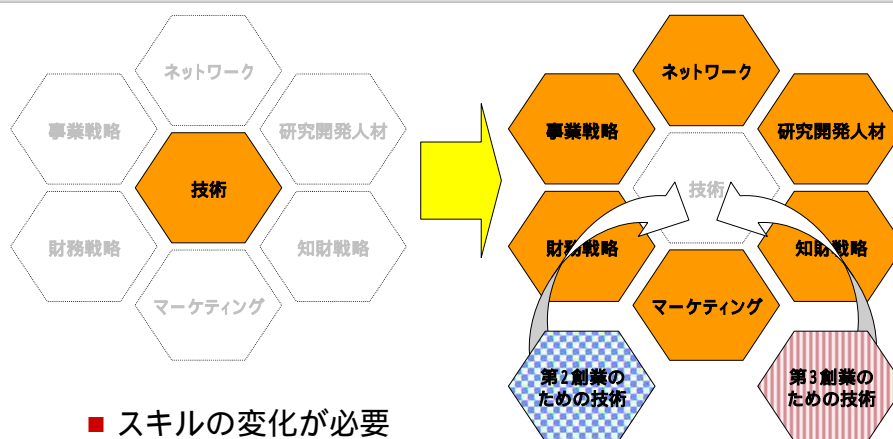 ネットワーク
事業戦略
研究開発人材
技術
財務戦略
知財戦略
マーケティング
ネットワーク
事業戦略
研究開発人材
技術
財務戦略
知財戦略
マーケティング
第2創業の
ための技術
第3創業の
ための技術
■ スキルの変化が必要